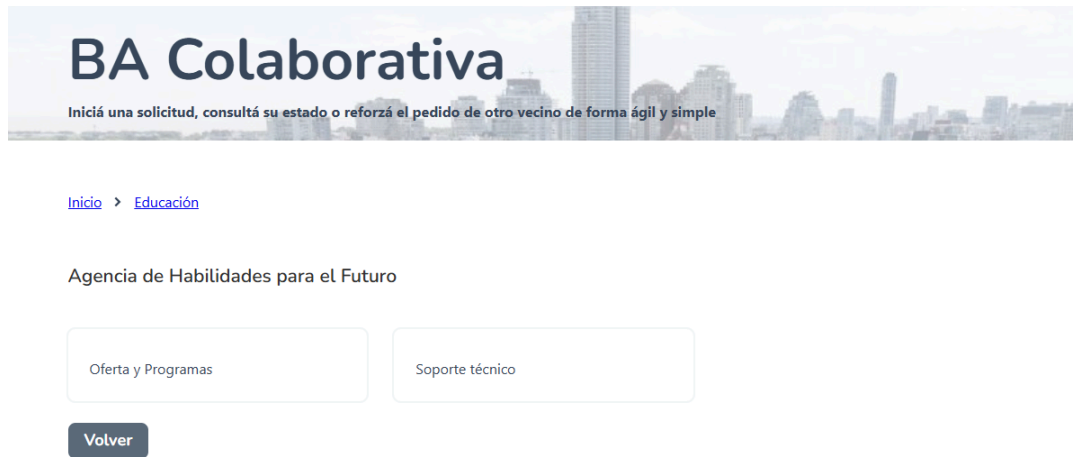 BA Colaborativa
Iniciá una solicitud, consultá su estado o reforzá el pedido de otro vecino de forma ágil y simple
Inicio > Educación
Agencia de Habilidades para el Futuro
Oferta y Programas
Soporte técnico
Volver